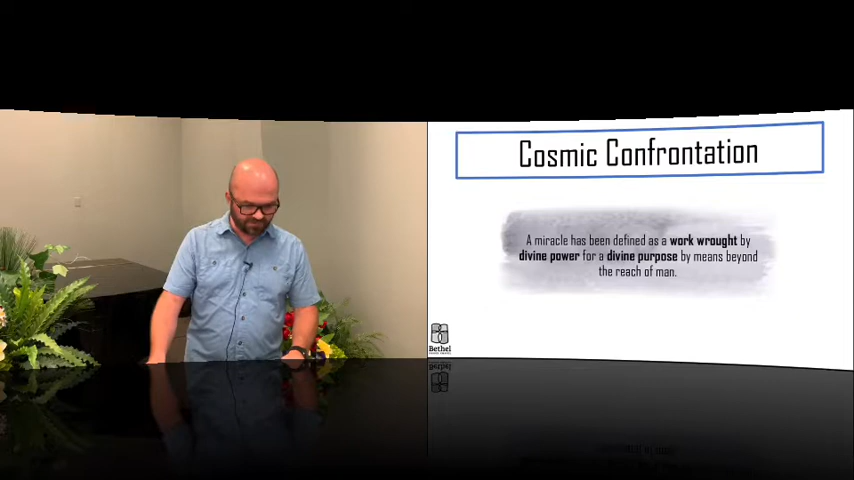 Cosmic Confrontation
A miracle has been defined as a work wrought by
divine power for a divine purpose by means beyond
the reach of man.
Bethel